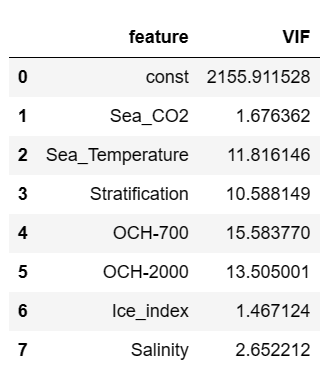 feature VIF
0 const 2155.911528
1 Sea_CO2 1.676362
2 Sea_Temperature 11.816146
3 Stratification 10.588149
4 OCH-700 15.583770
5 OCH-2000 13.505001
6 Ice_index 1.467124
7 Salinity 2.652212